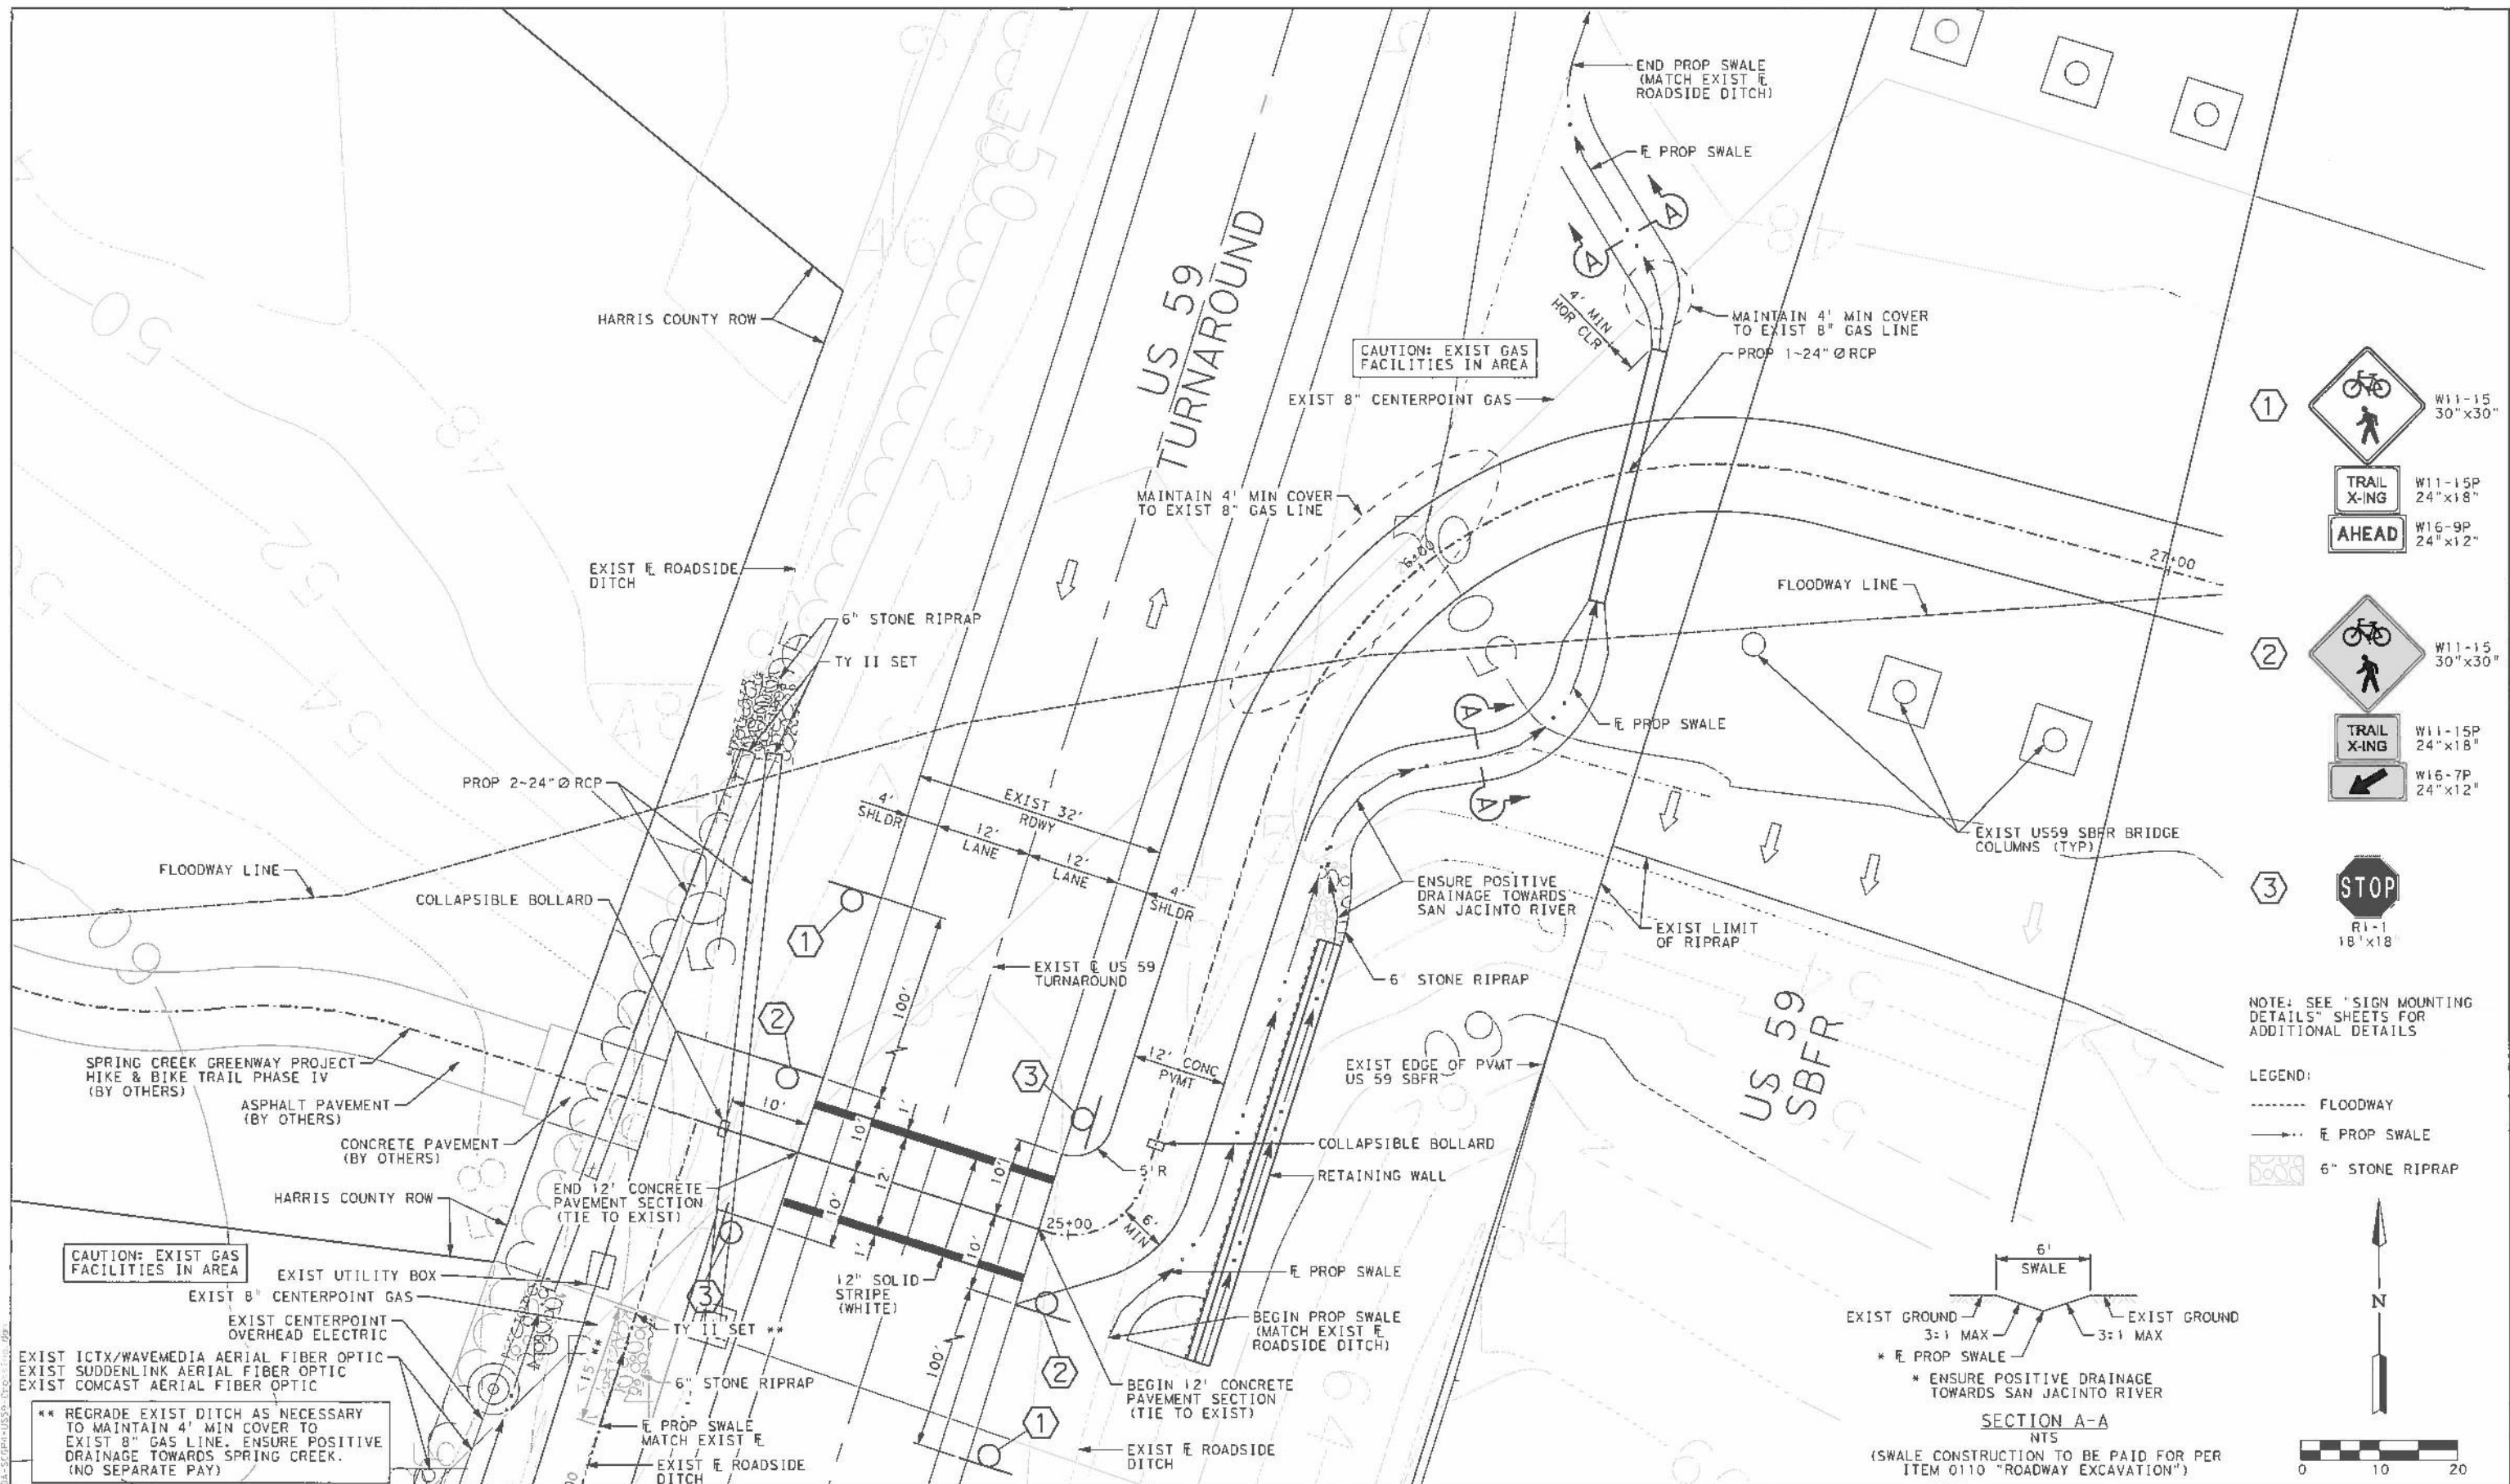 END PROP SWALE
(MATCH EXIST ℄
ROADSIDE DITCH)
℄ PROP SWALE
A
A
HARRIS COUNTY ROW
US 59
TURNAROUND
4' MIN
HOR CLR
MAINTAIN 4' MIN COVER
TO EXIST 8" GAS LINE
PROP 1~24" Ø RCP
CAUTION: EXIST GAS
FACILITIES IN AREA
EXIST 8" CENTERPOINT GAS
MAINTAIN 4' MIN COVER
TO EXIST 8" GAS LINE
26+00
27+00
FLOODWAY LINE
EXIST ℄ ROADSIDE
DITCH
6" STONE RIPRAP
TY II SET
PROP 2~24" Ø RCP
℄ PROP SWALE
A
A
EXIST 32'
RDWY
4'
SHLDR
12'
LANE
12'
LANE
4'
SHLDR
EXIST US59 SBFR BRIDGE
COLUMNS (TYP)
FLOODWAY LINE
COLLAPSIBLE BOLLARD
1
ENSURE POSITIVE
DRAINAGE TOWARDS
SAN JACINTO RIVER
EXIST LIMIT
OF RIPRAP
EXIST ℄ US 59
TURNAROUND
6" STONE RIPRAP
100'
2
US 59
SBFR
SPRING CREEK GREENWAY PROJECT
HIKE & BIKE TRAIL PHASE IV
(BY OTHERS)
ASPHALT PAVEMENT
(BY OTHERS)
CONCRETE PAVEMENT
(BY OTHERS)
3
12' CONC
PVMT
EXIST EDGE OF PVMT
US 59 SBFR
10'
10'
1'
12'
10'
10'
1'
10'
5'R
COLLAPSIBLE BOLLARD
RETAINING WALL
HARRIS COUNTY ROW
END 12' CONCRETE
PAVEMENT SECTION
(TIE TO EXIST)
25+00
6'
MIN
CAUTION: EXIST GAS
FACILITIES IN AREA
EXIST UTILITY BOX
EXIST 8" CENTERPOINT GAS
EXIST CENTERPOINT
OVERHEAD ELECTRIC
EXIST ICTX/WAVEMEDIA AERIAL FIBER OPTIC
EXIST SUDDENLINK AERIAL FIBER OPTIC
EXIST COMCAST AERIAL FIBER OPTIC
** REGRADE EXIST DITCH AS NECESSARY
TO MAINTAIN 4' MIN COVER TO
EXIST 8" GAS LINE. ENSURE POSITIVE
DRAINAGE TOWARDS SPRING CREEK.
(NO SEPARATE PAY)
3
12" SOLID
STRIPE
(WHITE)
℄ PROP SWALE
BEGIN PROP SWALE
(MATCH EXIST ℄
ROADSIDE DITCH)
TY II SET **
15' **
6" STONE RIPRAP
100'
2
BEGIN 12' CONCRETE
PAVEMENT SECTION
(TIE TO EXIST)
℄ PROP SWALE
MATCH EXIST ℄
1
EXIST ℄ ROADSIDE
DITCH
EXIST ℄ ROADSIDE
DITCH
1
W11-15
30"x30"
TRAIL
X-ING
W11-15P
24"x18"
AHEAD
W16-9P
24"x12"
2
W11-15
30"x30"
TRAIL
X-ING
W11-15P
24"x18"
W16-7P
24"x12"
3
STOP
R1-1
18"x18"
NOTE: SEE "SIGN MOUNTING
DETAILS" SHEETS FOR
ADDITIONAL DETAILS
LEGEND:
FLOODWAY
℄ PROP SWALE
6" STONE RIPRAP
N
6'
SWALE
EXIST GROUND
EXIST GROUND
3:1 MAX
3:1 MAX
* ℄ PROP SWALE
* ENSURE POSITIVE DRAINAGE
TOWARDS SAN JACINTO RIVER
SECTION A-A
NTS
(SWALE CONSTRUCTION TO BE PAID FOR PER
ITEM 0110 "ROADWAY EXCAVATION")
0 10 20